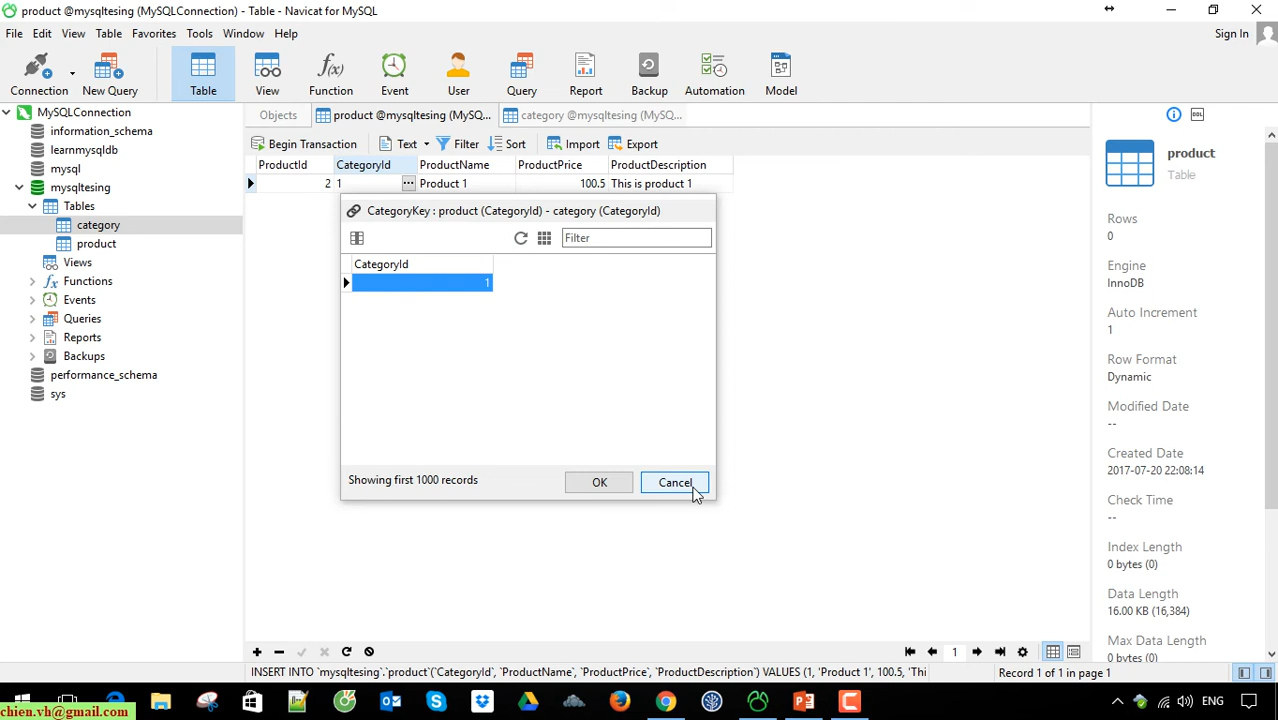 product @mysqltesing (MySQLConnection) - Table - Navicat for MySQL
File Edit View Table Favorites Tools Window Help Sign In
Connection New Query Table View Function Event User Query Report Backup Automation Model
f(x)
MySQLConnection
information_schema
learnmysqldb
mysql
mysqltesing
Tables
category
product
Views
Functions
Events
Queries
Reports
Backups
performance_schema
sys
Objects product @mysqltesing (MySQ... category @mysqltesing (MySQ...
Begin Transaction Text Filter Sort Import Export
ProductId CategoryId ProductName ProductPrice ProductDescription
2 1 ... Product 1 100.5 This is product 1
CategoryKey : product (CategoryId) - category (CategoryId)
Filter
CategoryId
1
Showing first 1000 records OK Cancel
DDL
product
Table
Rows
0
Engine
InnoDB
Auto Increment
1
Row Format
Dynamic
Modified Date
--
Created Date
2017-07-20 22:08:14
Check Time
--
Index Length
0 bytes (0)
Data Length
16.00 KB (16,384)
Max Data Length
0 bytes (0)
1
INSERT INTO `mysqltesing`.`product`(`CategoryId`, `ProductName`, `ProductPrice`, `ProductDescription`) VALUES (1, 'Product 1', 100.5, 'Thi Record 1 of 1 in page 1
ENG
chien.vh@gmail.com